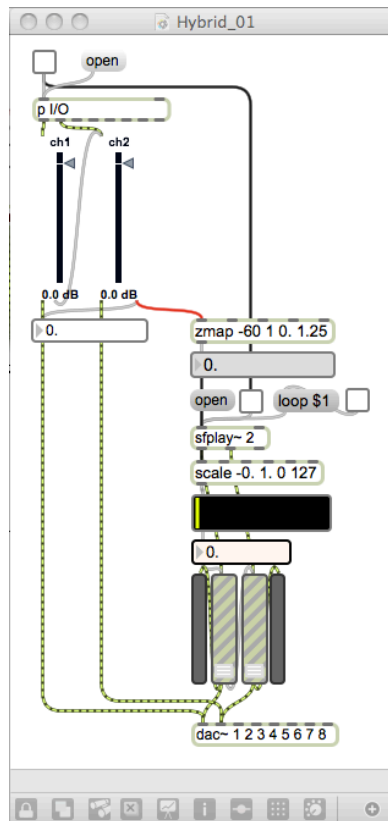 Hybrid_01
open
p I/O
ch1 ch2
0.0 dB 0.0 dB
0.
zmap -60 1 0. 1.25
0.
open loop $1
sfplay~ 2
scale -0. 1. 0 127
0.
dac~ 1 2 3 4 5 6 7 8